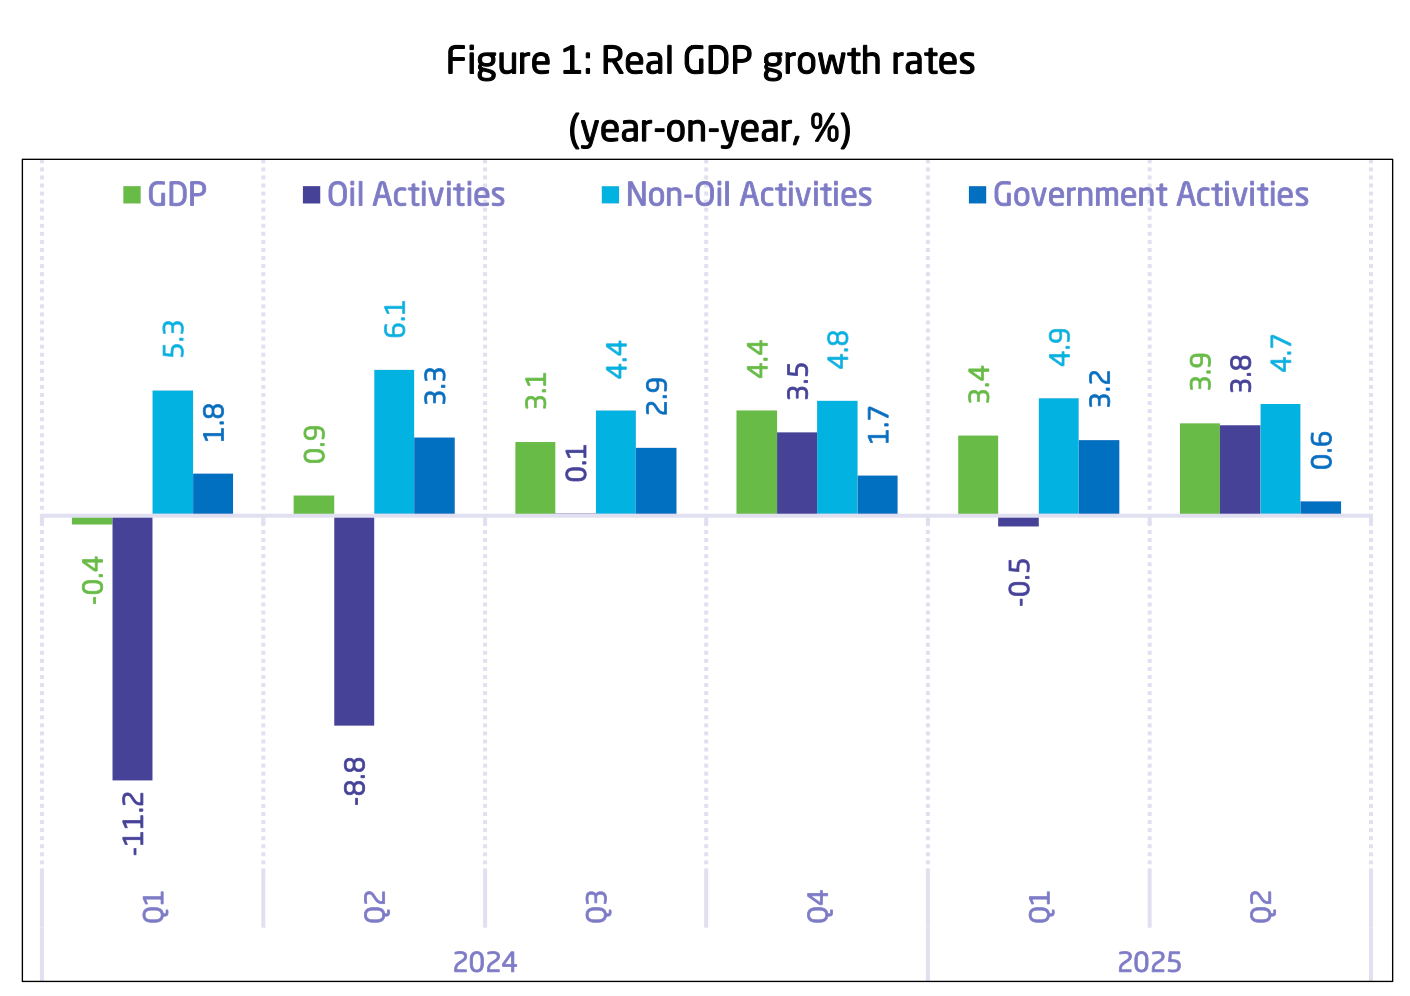 Figure 1: Real GDP growth rates
(year-on-year, %)
GDP Oil Activities Non-Oil Activities Government Activities
-0.4 -11.2 5.3 1.8
0.9 -8.8 6.1 3.3
3.1 0.1 4.4 2.9
4.4 3.5 4.8 1.7
3.4 -0.5 4.9 3.2
3.9 3.8 4.7 0.6
Q1 Q2 Q3 Q4 Q1 Q2
2024 2025